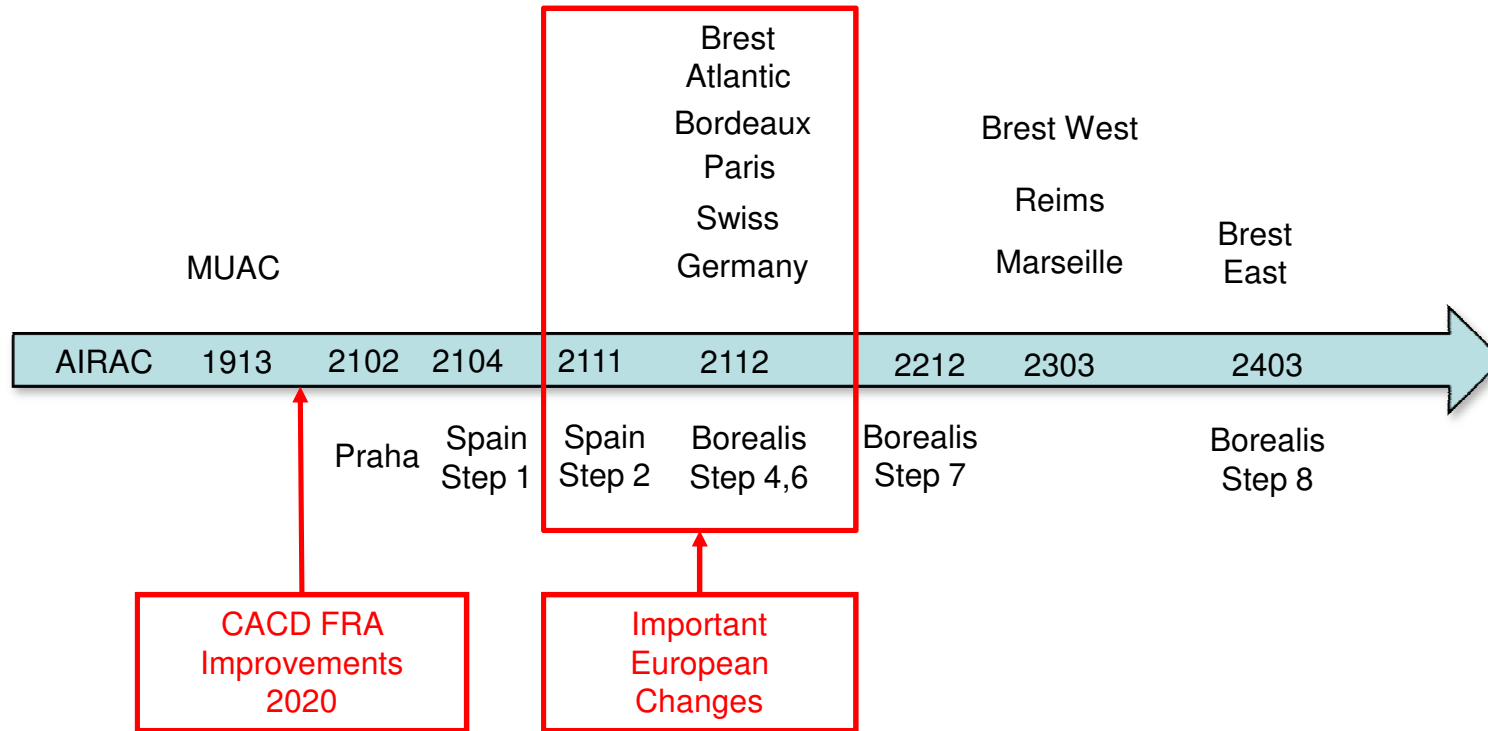 Brest
Atlantic
Bordeaux
Paris
Swiss
Germany
Brest West
Reims
Marseille
Brest
East
MUAC
AIRAC 1913 2102 2104 2111 2112 2212 2303 2403
Praha
Spain
Step 1
Spain
Step 2
Borealis
Step 4,6
Borealis
Step 7
Borealis
Step 8
CACD FRA
Improvements
2020
Important
European
Changes